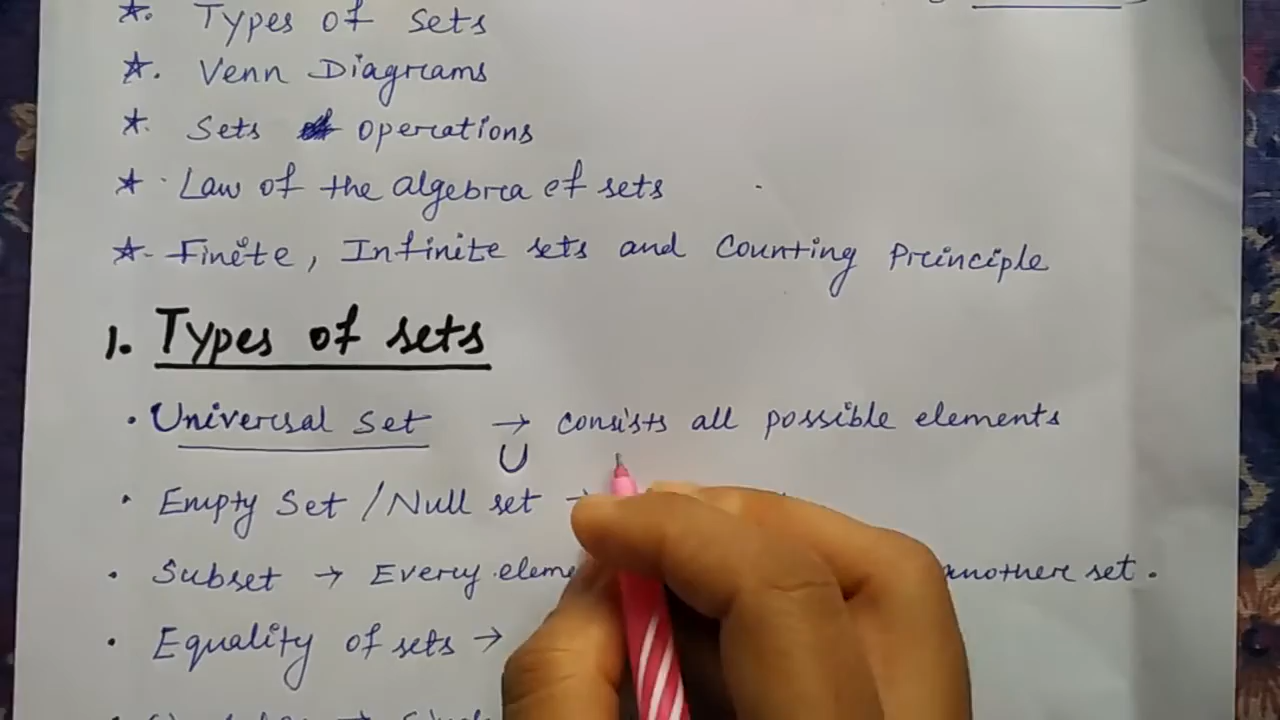 ★. Types of sets
★. Venn Diagrams
★. Sets operations
★. Law of the algebra of sets
★- Finite, Infinite sets and Counting Principle
1. Types of sets
• Universal Set → consists all possible elements
U
• Empty Set / Null set →
• Subset → Every another set.
• Equality of sets →